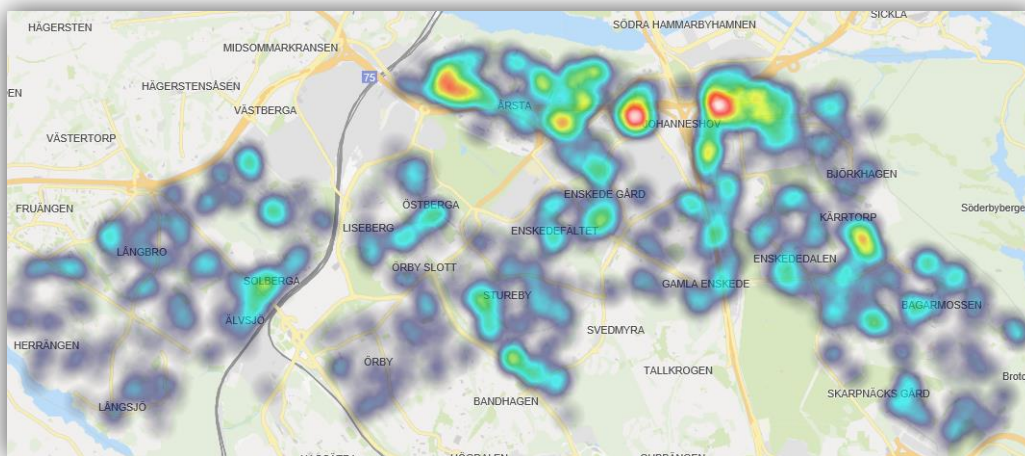 HÄGERSTEN
SICKLA
SÖDRA HAMMARBYHAMNEN
MIDSOMMARKRANSEN
75
HÄGERSTENSÅSEN
EN
VÄSTBERGA
ÅRSTA
JOHANNESHOV
VÄSTERTORP
BJÖRKHAGEN
ENSKEDE GÅRD
FRUÄNGEN
ÖSTBERGA
Söderbyberge
KÄRRTORP
LISEBERG
ENSKEDEFÄLTET
LÅNGBRO
ENSKEDEDALEN
ÖRBY SLOTT
SOLBERGA
GAMLA ENSKEDE
STUREBY
BAGARMOSSEN
ÄLVSJÖ
SVEDMYRA
HERRÄNGEN
ÖRBY
TALLKROGEN
Broto
SKARPNÄCKS GÅRD
BANDHAGEN
LÅNGSJÖ